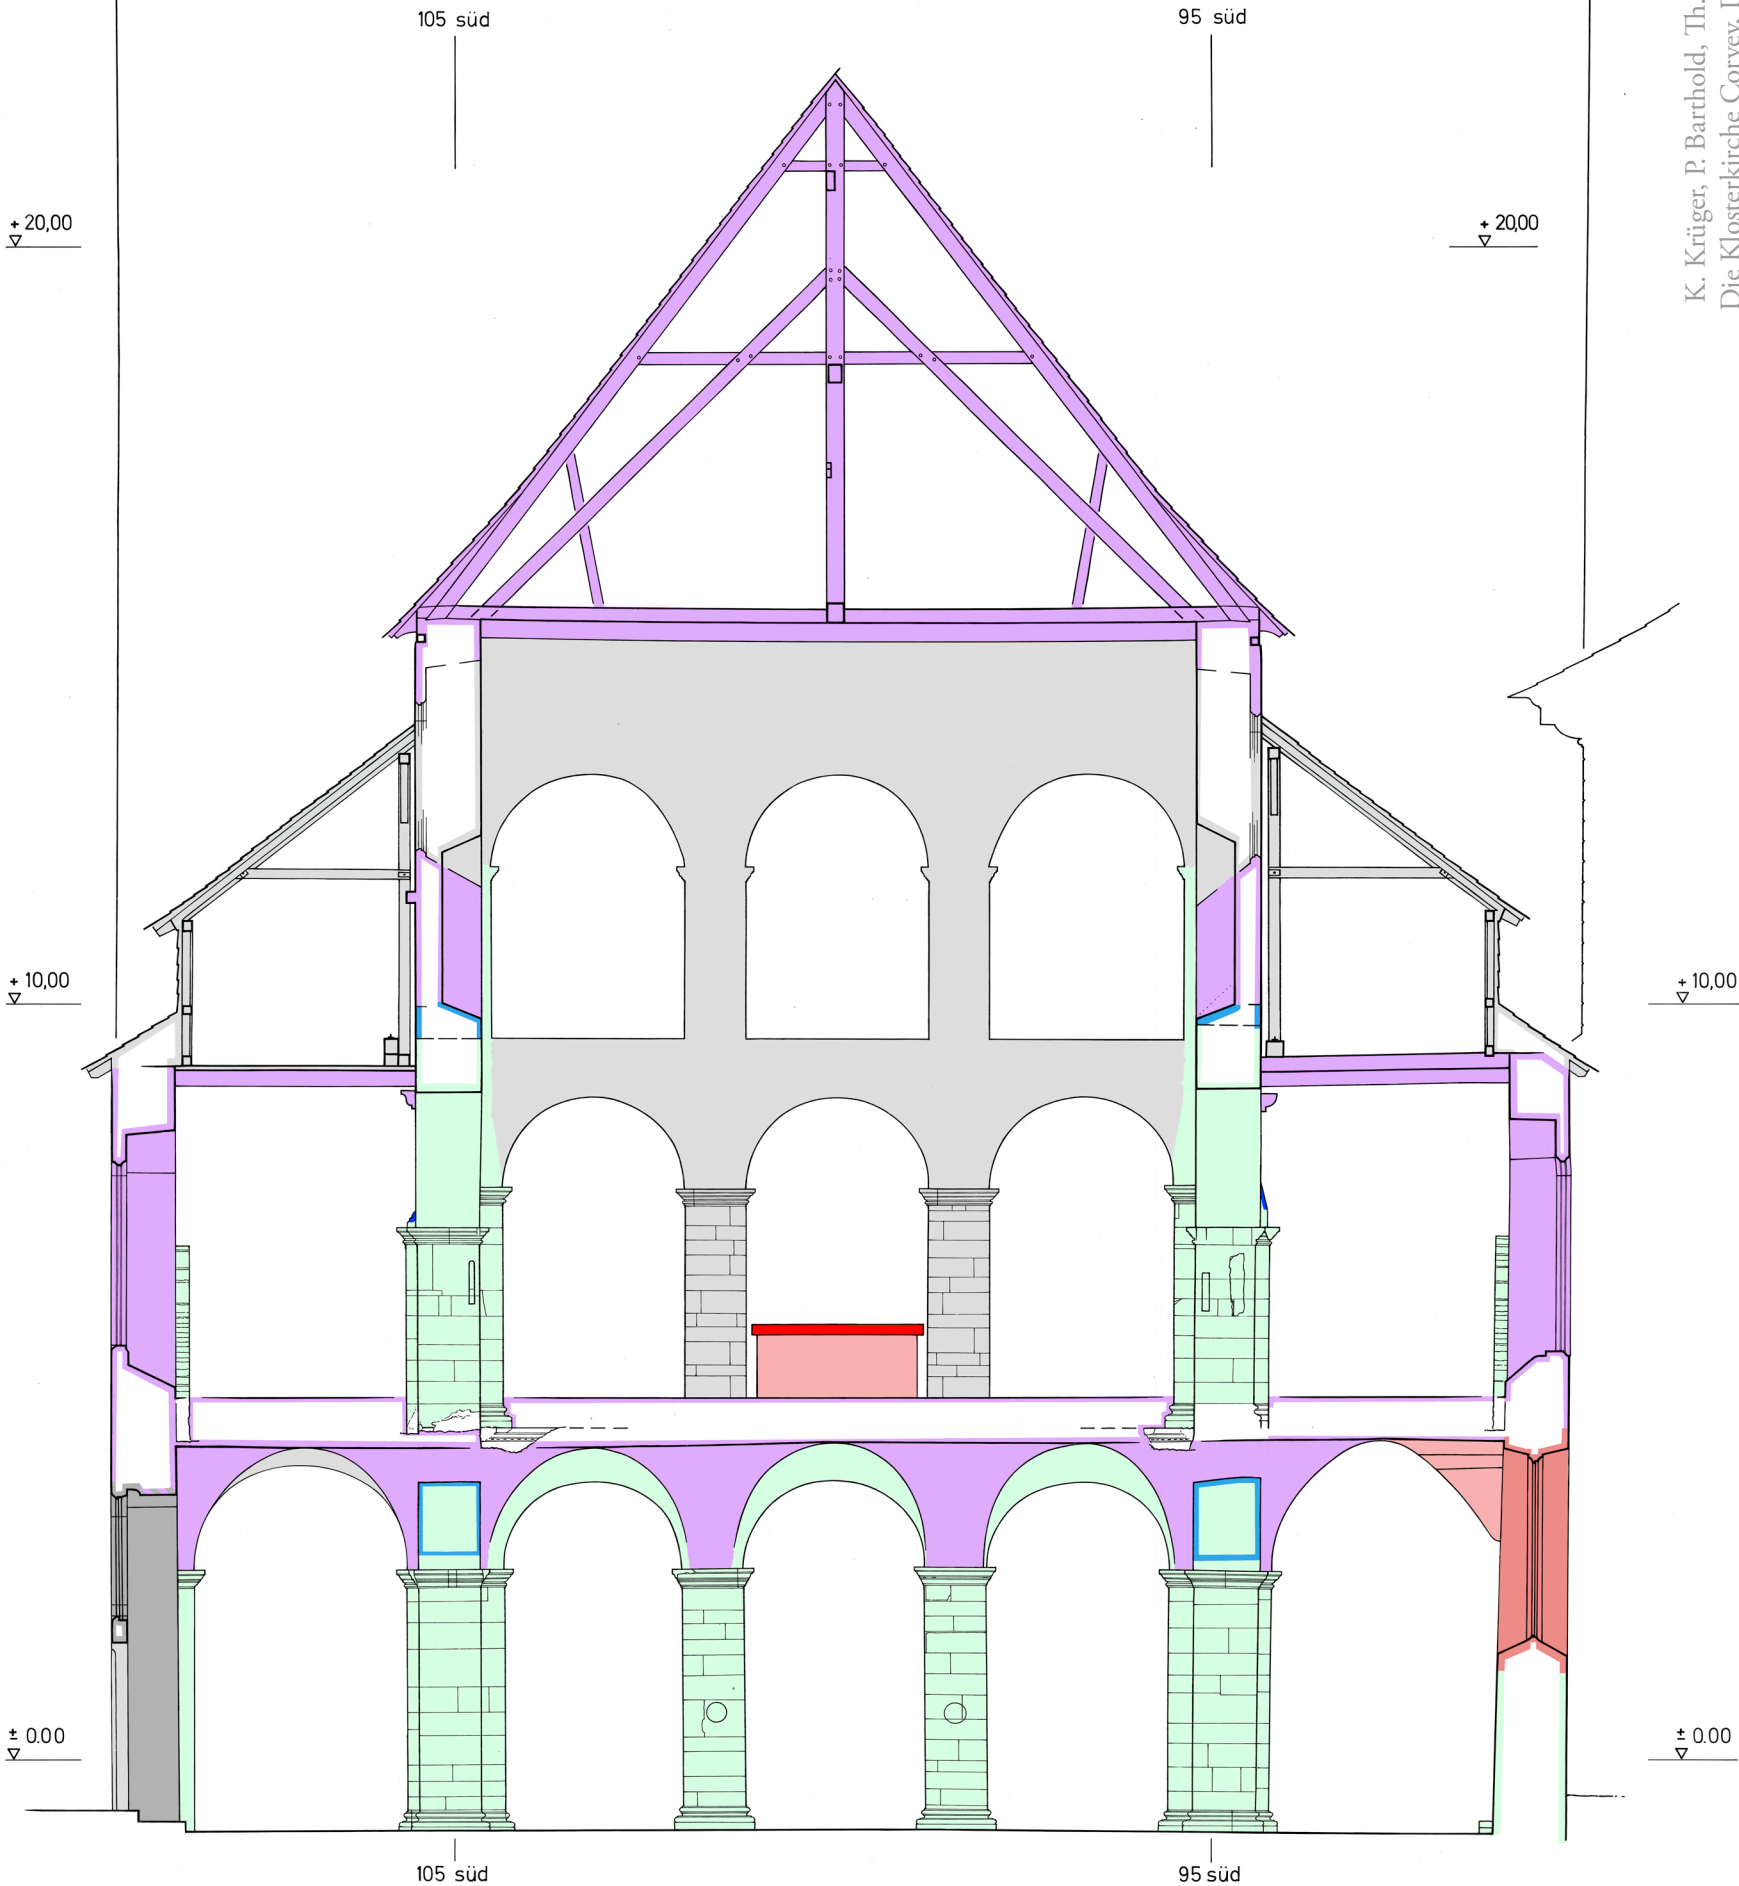 105 süd
95 süd
K. Krüger, P. Barthold, Th.
Die Klosterkirche Corvey,
+ 20,00
+ 20,00
+ 10,00
+ 10,00
± 0.00
± 0.00
105 süd
95 süd